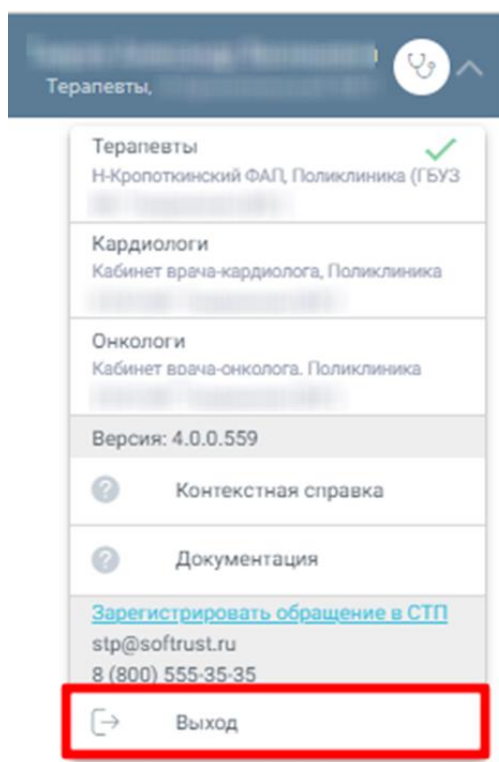 Терапевты,
Терапевты
Н-Кропоткинский ФАП, Поликлиника (ГБУЗ
Кардиологи
Кабинет врача-кардиолога, Поликлиника
Онкологи
Кабинет врача-онколога. Поликлиника
Версия: 4.0.0.559
Контекстная справка
Документация
Зарегистрировать обращение в СТП
stp@softrust.ru
8 (800) 555-35-35
Выход